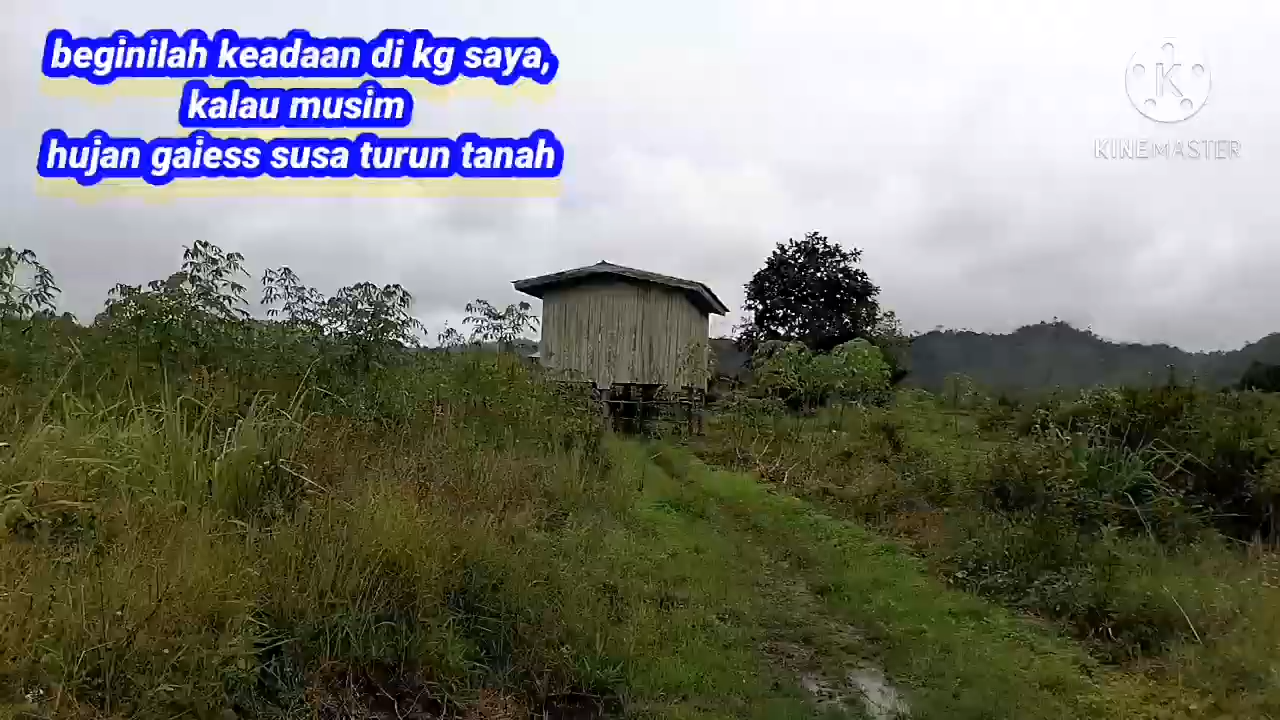 beginilah keadaan di kg saya,
kalau musim
hujan gaiess susa turun tanah
K
KINEMASTER